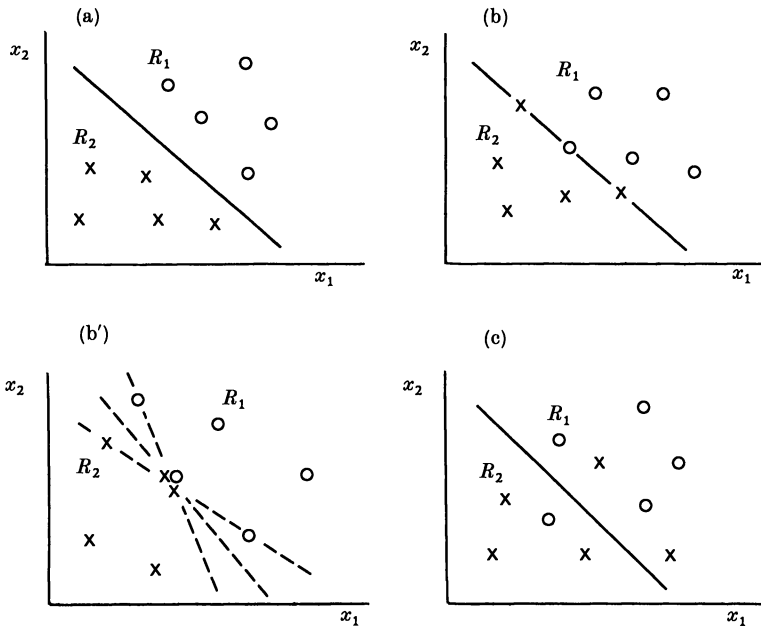 (a)
x₂
R₁
R₂
x₁
(b)
x₂
R₁
R₂
x₁
(b′)
x₂
R₁
R₂
x₁
(c)
x₂
R₁
R₂
x₁